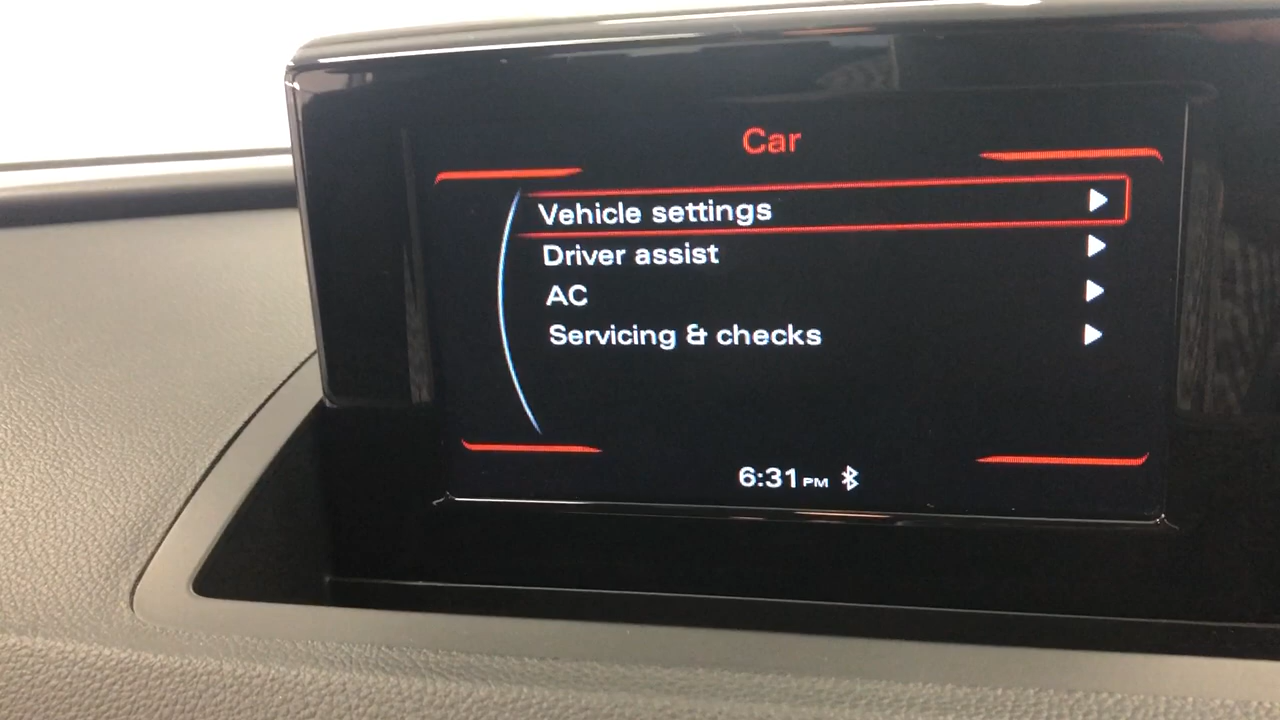 Car
Vehicle settings
Driver assist
AC
Servicing & checks
6:31 PM